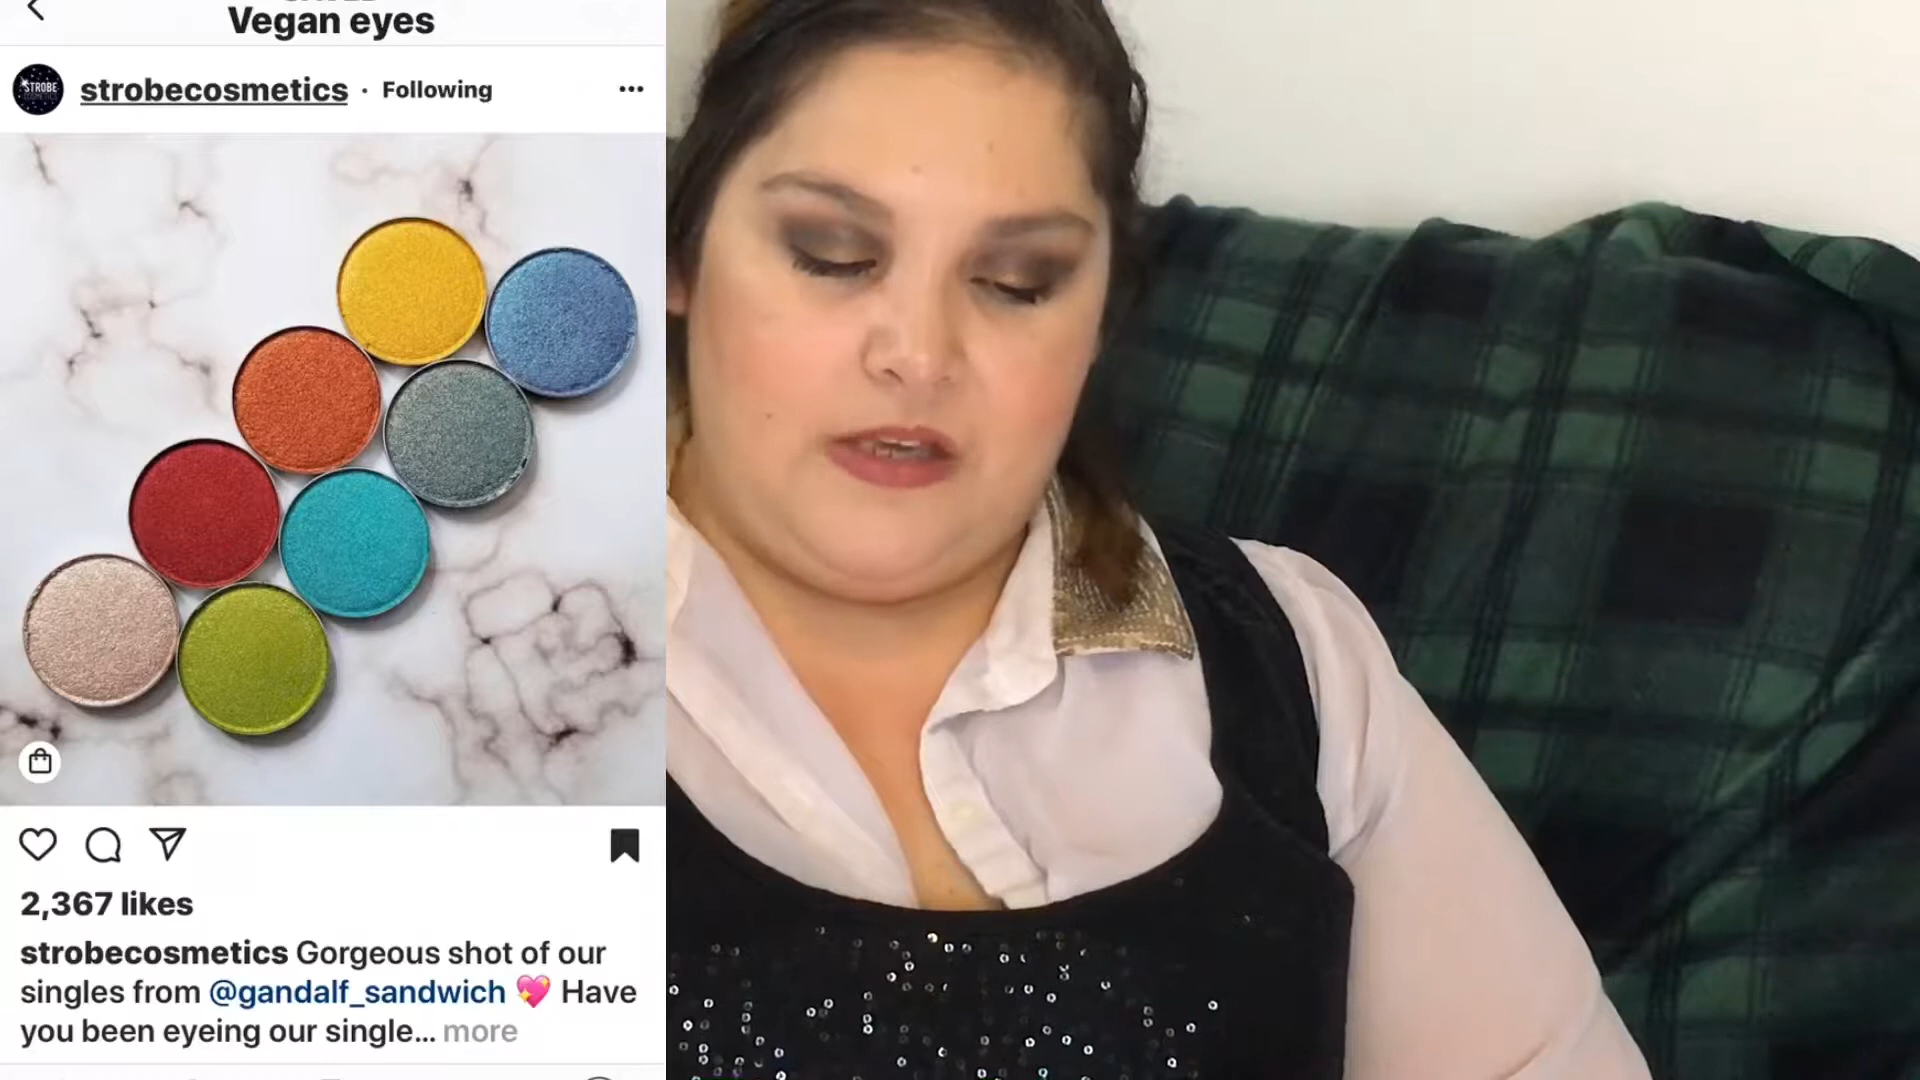 Vegan eyes
STROBE
strobecosmetics · Following
2,367 likes
strobecosmetics Gorgeous shot of our
singles from @gandalf_sandwich 💖 Have
you been eyeing our single... more